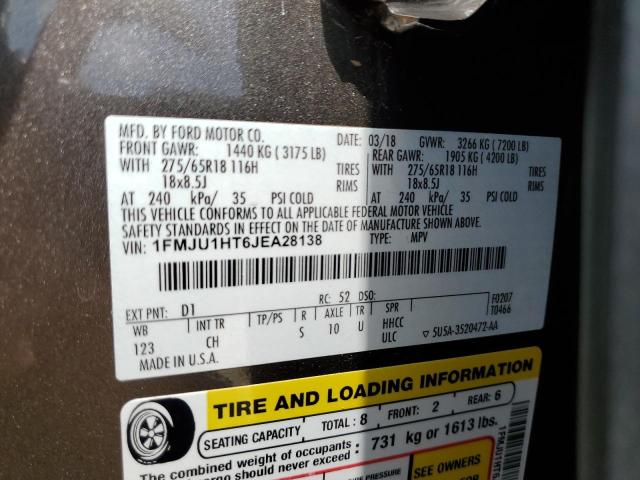 MFD. BY FORD MOTOR CO. DATE: 03/18 GVWR: 3266 KG ( 7200 LB)
FRONT GAWR: 1440 KG ( 3175 LB) REAR GAWR: 1905 KG ( 4200 LB)
WITH 275/65R18 116H TIRES WITH 275/65R18 116H TIRES
18x8.5J RIMS 18x8.5J RIMS
AT 240 kPa/ 35 PSI COLD AT 240 kPa/ 35 PSI COLD
THIS VEHICLE CONFORMS TO ALL APPLICABLE FEDERAL MOTOR VEHICLE
SAFETY STANDARDS IN EFFECT ON THE DATE OF MANUFACTURE SHOWN ABOVE.
VIN: 1FMJU1HT6JEA28138 TYPE: MPV
EXT PNT: D1 RC: 52 DSO: F0207
WB INT TR TP/PS R AXLE TR SPR T0466
123 CH S 10 U HHCC
MADE IN U.S.A. ULC ▽ 5U5A-3520472-AA
TIRE AND LOADING INFORMATION
SEATING CAPACITY TOTAL : 8 FRONT: 2 REAR: 6
The combined weight of occupants
cargo should never exceed : 731 kg or 1613 lbs.
PRESSURE
SEE OWNERS
1FMJU1HT6